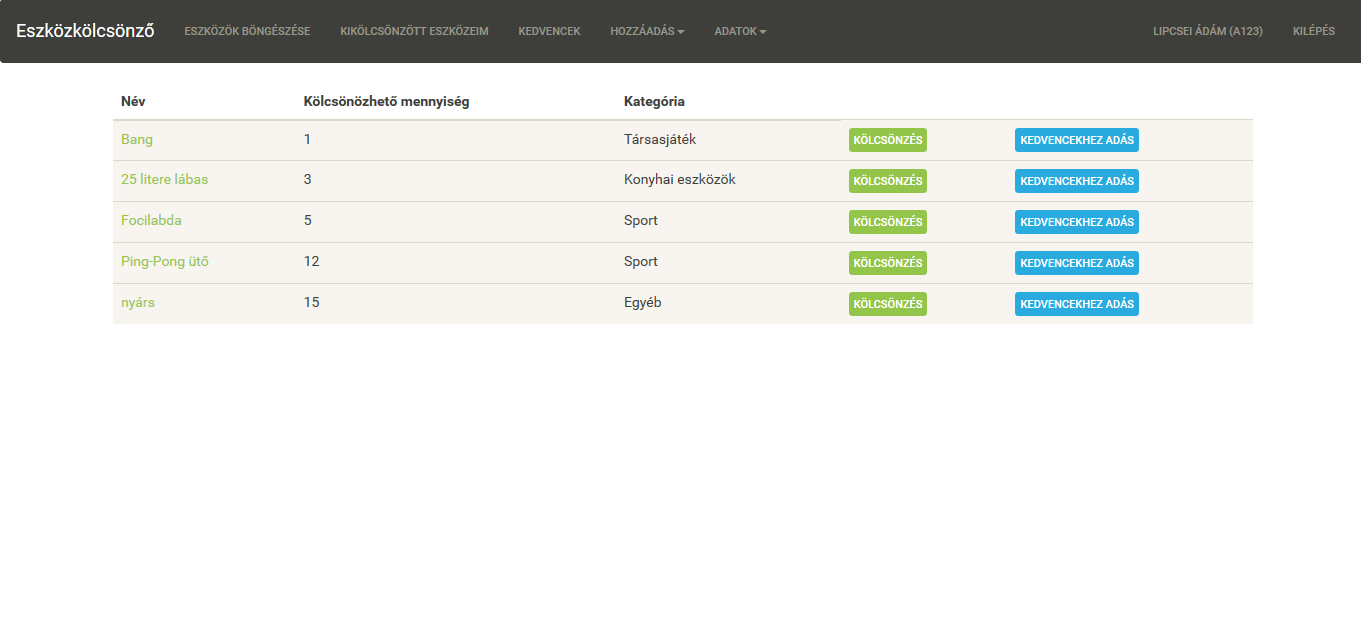 Eszközkölcsönző ESZKÖZÖK BÖNGÉSZÉSE KIKÖLCSÖNZÖTT ESZKÖZEIM KEDVENCEK HOZZÁADÁS ADATOK LIPCSEI ÁDÁM (A123) KILÉPÉS
Név Kölcsönözhető mennyiség Kategória
Bang 1 Társasjáték KÖLCSÖNZÉS KEDVENCEKHEZ ADÁS
25 litere lábas 3 Konyhai eszközök KÖLCSÖNZÉS KEDVENCEKHEZ ADÁS
Focilabda 5 Sport KÖLCSÖNZÉS KEDVENCEKHEZ ADÁS
Ping-Pong ütő 12 Sport KÖLCSÖNZÉS KEDVENCEKHEZ ADÁS
nyárs 15 Egyéb KÖLCSÖNZÉS KEDVENCEKHEZ ADÁS